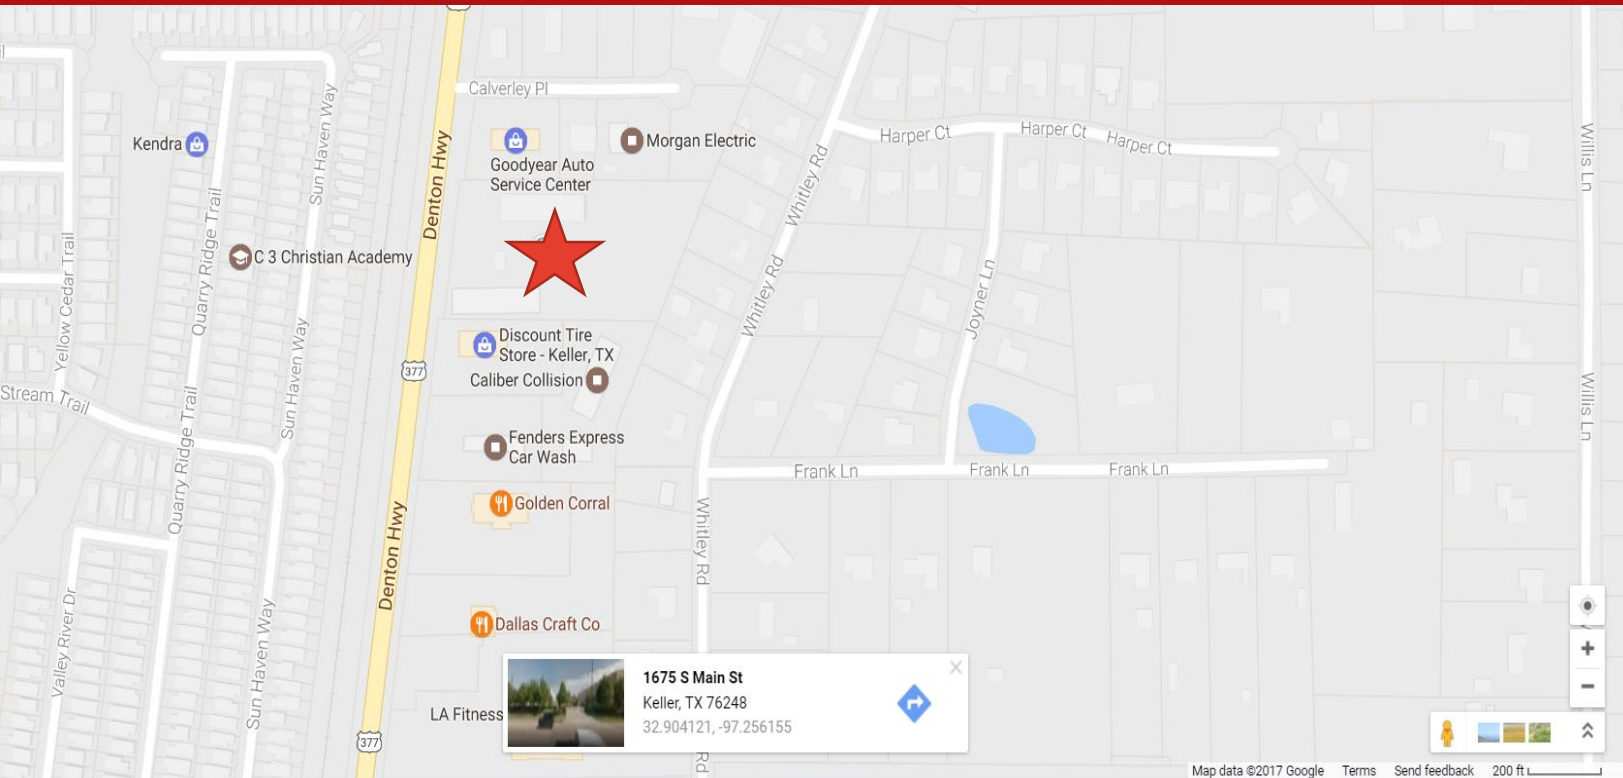 Calverley Pl
Kendra
Goodyear Auto
Service Center
Morgan Electric
Harper Ct
Harper Ct
Harper Ct
Willis Ln
Sun Haven Way
Denton Hwy
Whitley Rd
Quarry Ridge Trail
C 3 Christian Academy
Yellow Cedar Trail
Whitley Rd
Joyner Ln
Discount Tire
Store - Keller, TX
377
Caliber Collision
Sun Haven Way
Stream Trail
Willis Ln
Quarry Ridge Trail
Fenders Express
Car Wash
Frank Ln
Frank Ln
Frank Ln
Golden Corral
Whitley Rd
Denton Hwy
Dallas Craft Co
Valley River Dr
Sun Haven Way
1675 S Main St
Keller, TX 76248
32.904121, -97.256155
LA Fitness
377
Rd
Map data ©2017 Google Terms Send feedback 200 ft